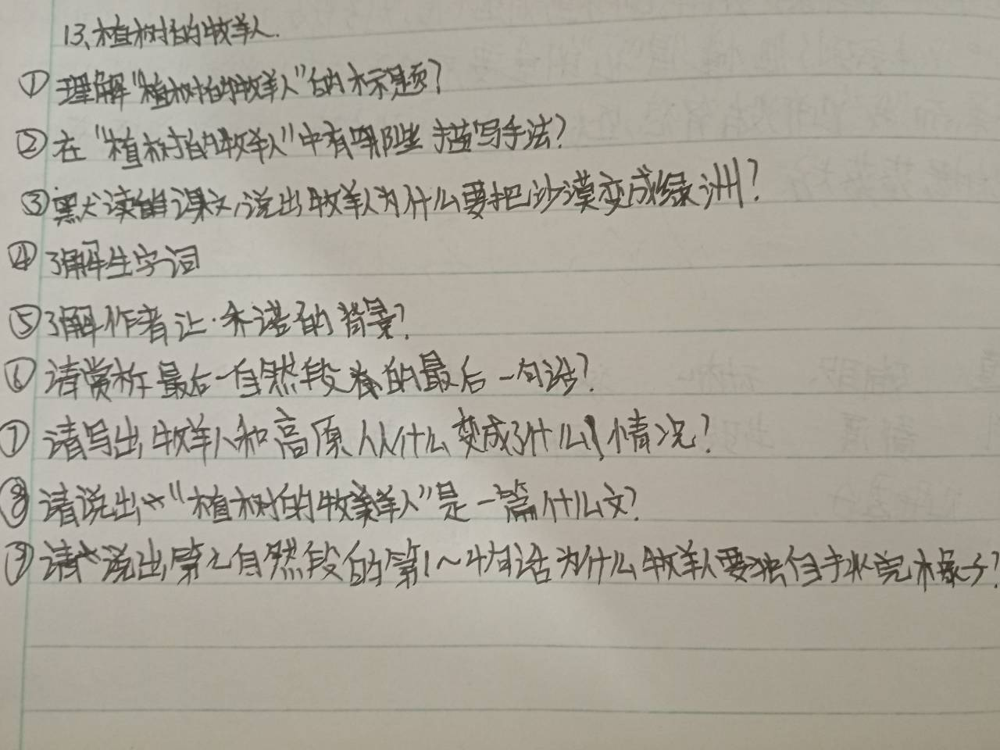 13、植树的牧羊人.
①理解"植树的牧羊人"的标题?
②在"植树的牧羊人"中有哪些描写手法?
③默读课文,说出牧羊人为什么要把沙漠变成绿洲?
④了解生字词
⑤了解作者让·乔诺的背景?
⑥请赏析最后一自然段的最后一句话?
⑦请写出牧羊人和高原人从什么变成了什么情况?
⑧请说出"植树的牧羊人"是一篇什么文?
⑨请说出第七自然段的第1~4句话为什么牧羊人要独自挑完橡子?